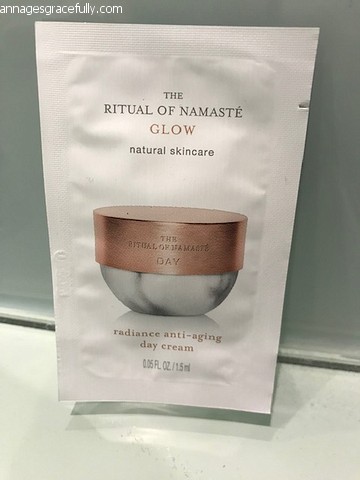 annagesgracefully.com
THE
RITUAL OF NAMASTÉ
GLOW
natural skincare
THE
RITUAL OF NAMASTÉ
DAY
radiance anti-aging
day cream
0.05 FL. OZ. / 1.5 ml